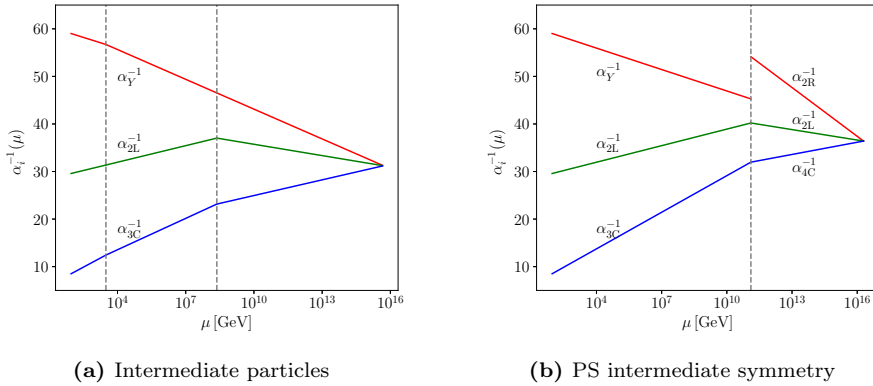 60
50
40
30
20
10
α_i^{-1}(μ)
α_Y^{-1}
α_{2L}^{-1}
α_{3C}^{-1}
10^4 10^7 10^{10} 10^{13} 10^{16}
μ [GeV]
(a) Intermediate particles
60
50
40
30
20
10
α_i^{-1}(μ)
α_Y^{-1}
α_{2R}^{-1}
α_{2L}^{-1}
α_{2L}^{-1}
α_{4C}^{-1}
α_{3C}^{-1}
10^4 10^7 10^{10} 10^{13} 10^{16}
μ [GeV]
(b) PS intermediate symmetry